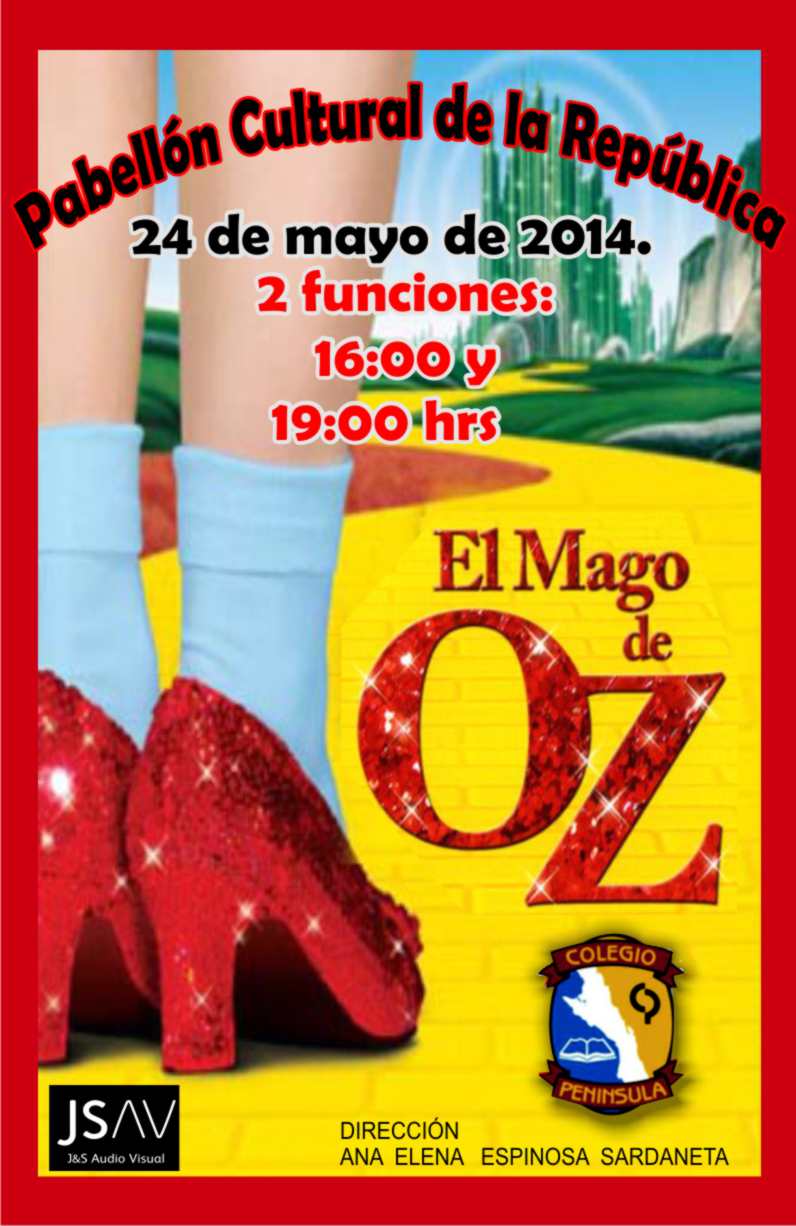 Pabellón Cultural de la República
24 de mayo de 2014.
2 funciones:
16:00 y
19:00 hrs
El Mago
de
OZ
COLEGIO
PENINSULA
JSAV
J&S Audio Visual
DIRECCIÓN
ANA ELENA ESPINOSA SARDANETA